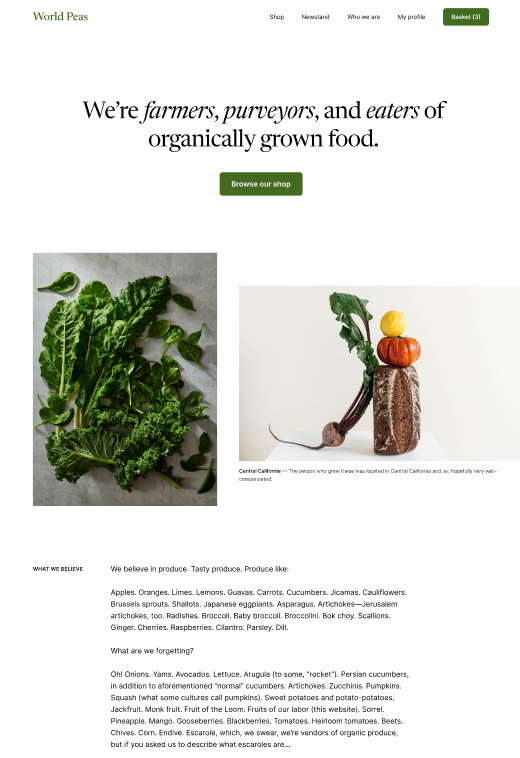 World Peas
Shop Newstand Who we are My profile Basket (3)
We’re farmers, purveyors, and eaters of
organically grown food.
Browse our shop
Central California — The person who grew these was located in Central California and, er, hopefully very well-
compensated.
WHAT WE BELIEVE
We believe in produce. Tasty produce. Produce like:
Apples. Oranges. Limes. Lemons. Guavas. Carrots. Cucumbers. Jicamas. Cauliflowers.
Brussels sprouts. Shallots. Japanese eggplants. Asparagus. Artichokes—Jerusalem
artichokes, too. Radishes. Broccoli. Baby broccoli. Broccolini. Bok choy. Scallions.
Ginger. Cherries. Raspberries. Cilantro. Parsley. Dill.
What are we forgetting?
Oh! Onions. Yams. Avocados. Lettuce. Arugula (to some, “rocket”). Persian cucumbers,
in addition to aforementioned “normal” cucumbers. Artichokes. Zucchinis. Pumpkins.
Squash (what some cultures call pumpkins). Sweet potatoes and potato-potatoes.
Jackfruit. Monk fruit. Fruit of the Loom. Fruits of our labor (this website). Sorrel.
Pineapple. Mango. Gooseberries. Blackberries. Tomatoes. Heirloom tomatoes. Beets.
Chives. Corn. Endive. Escarole, which, we swear, we’re vendors of organic produce,
but if you asked us to describe what escaroles are...